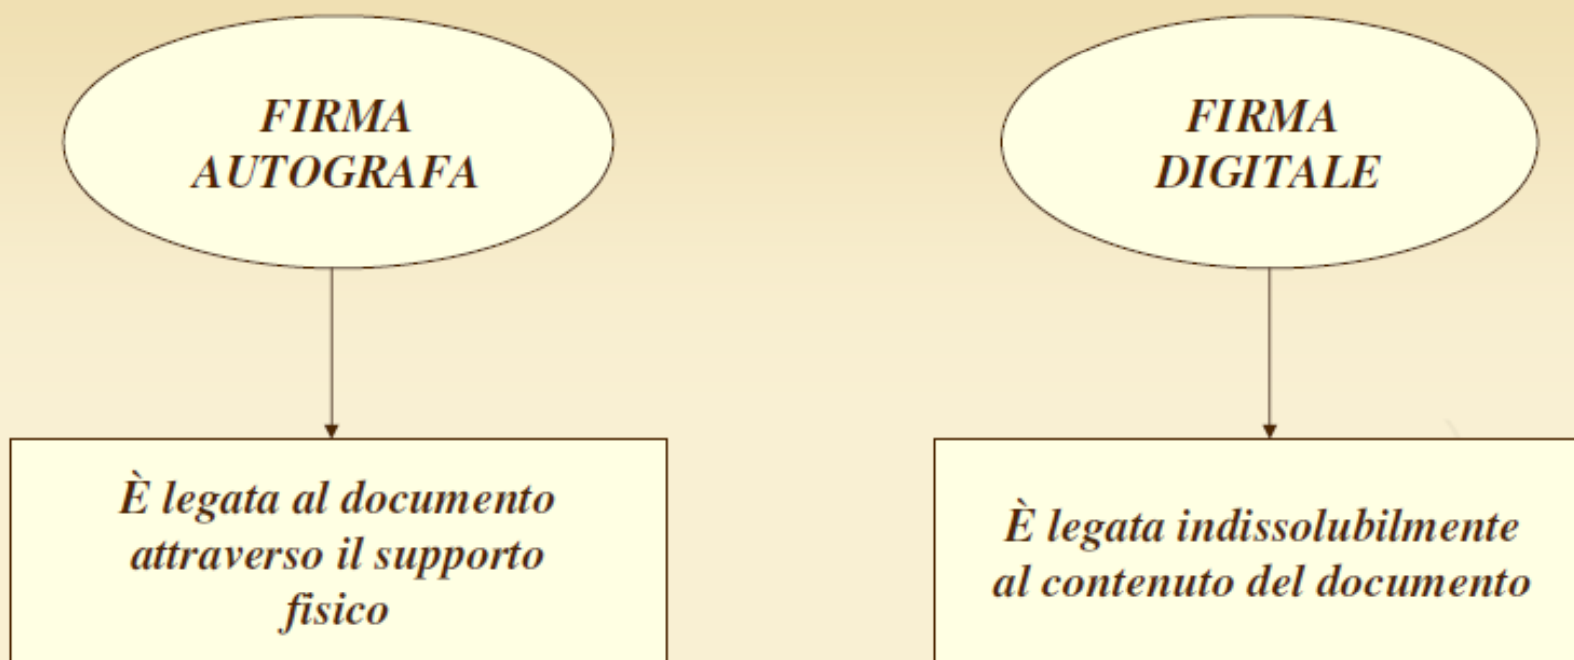 FIRMA
AUTOGRAFA
FIRMA
DIGITALE
È legata al documento
attraverso il supporto
fisico
È legata indissolubilmente
al contenuto del documento